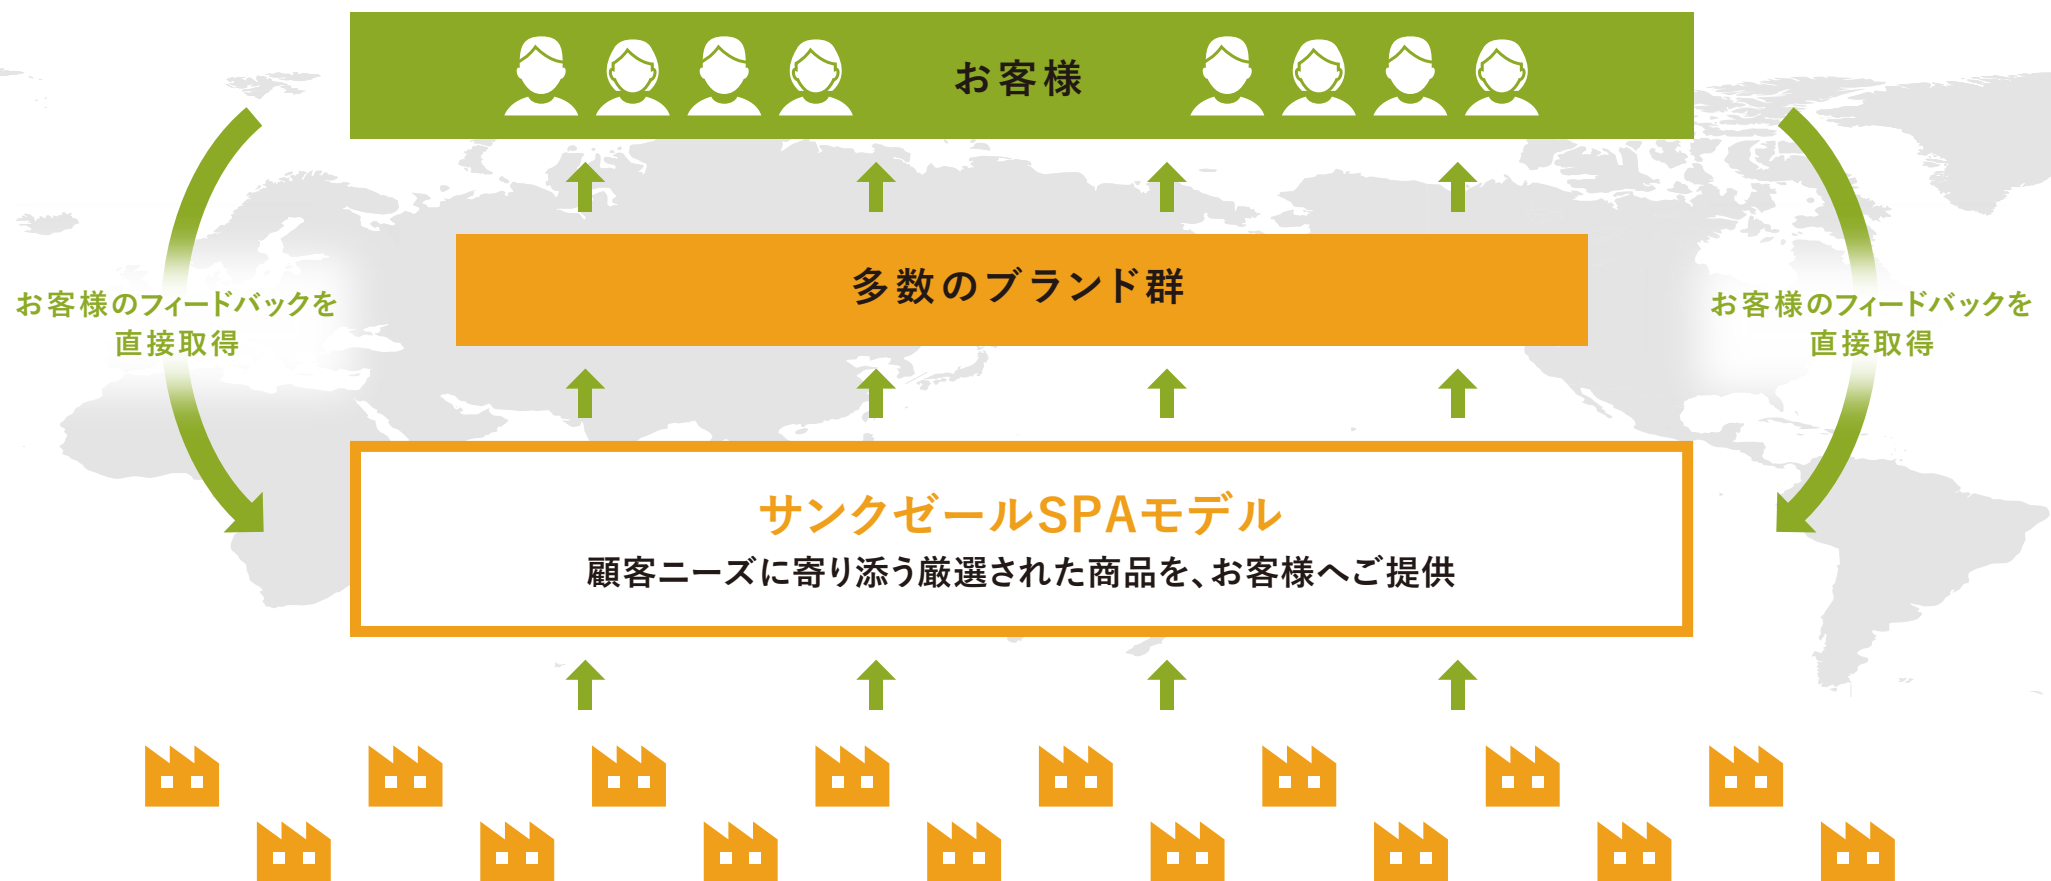 お客様
多数のブランド群
お客様のフィードバックを
直接取得
お客様のフィードバックを
直接取得
サンクゼールSPAモデル
顧客ニーズに寄り添う厳選された商品を、お客様へご提供